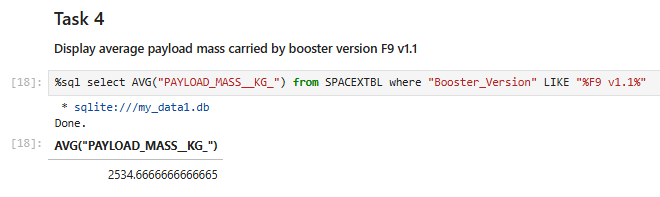 Task 4
Display average payload mass carried by booster version F9 v1.1
[18]: %sql select AVG("PAYLOAD_MASS__KG_") from SPACEXTBL where "Booster_Version" LIKE "%F9 v1.1%"
* sqlite:///my_data1.db
Done.
[18]: AVG("PAYLOAD_MASS__KG_")
2534.6666666666665